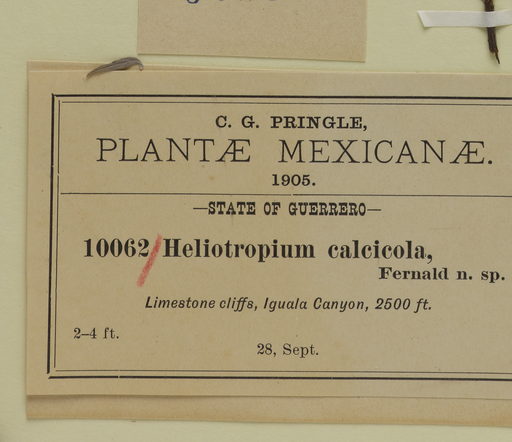 C. G. PRINGLE,
PLANTÆ MEXICANÆ.
1905.
—STATE OF GUERRERO—
10062 Heliotropium calcicola,
Fernald n. sp.
Limestone cliffs, Iguala Canyon, 2500 ft.
2–4 ft.
28, Sept.